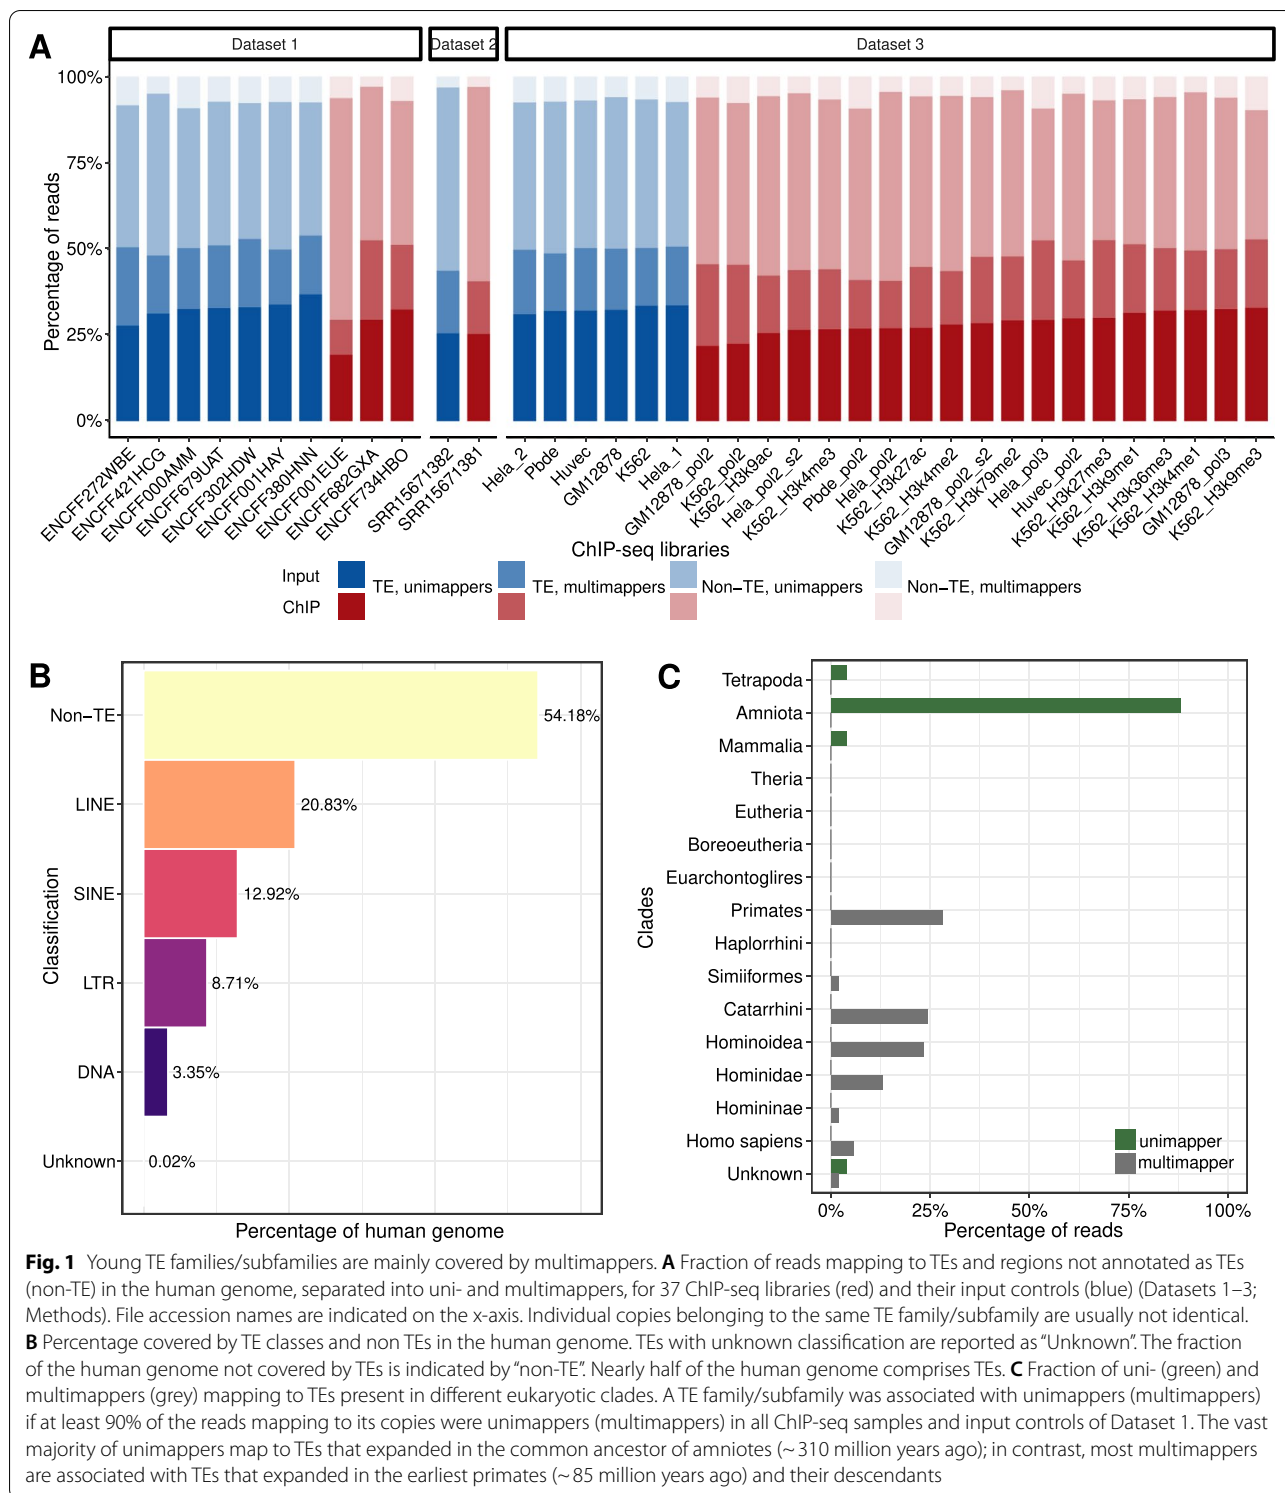 A
Dataset 1
Dataset 2
Dataset 3
Percentage of reads
100%
75%
50%
25%
0%
ENCFF272WBE
ENCFF421HCG
ENCFF000AMM
ENCFF679UAT
ENCFF302HDW
ENCFF001HAY
ENCFF380HNN
ENCFF001EUE
ENCFF682GXA
ENCFF734HBO
SRR15671382
SRR15671381
Hela_2
Pbde
Huvec
GM12878
K562
Hela_1
GM12878_pol2
K562_pol2
K562_H3k9ac
Hela_pol2_s2
K562_H3k4me3
Pbde_pol2
Hela_pol2
K562_H3k27ac
K562_H3k4me2
GM12878_pol2_s2
K562_H3k79me2
Hela_pol3
Huvec_pol2
K562_H3k27me3
K562_H3k9me1
K562_H3k36me3
K562_H3k4me1
GM12878_pol3
K562_H3k9me3
ChIP-seq libraries
Input
ChIP
TE, unimappers
TE, multimappers
Non−TE, unimappers
Non−TE, multimappers
B
Classification
Non−TE
54.18%
LINE
20.83%
SINE
12.92%
LTR
8.71%
DNA
3.35%
Unknown
0.02%
Percentage of human genome
C
Clades
Tetrapoda
Amniota
Mammalia
Theria
Eutheria
Boreoeutheria
Euarchontoglires
Primates
Haplorrhini
Simiiformes
Catarrhini
Hominoidea
Hominidae
Homininae
Homo sapiens
Unknown
unimapper
multimapper
0%
25%
50%
75%
100%
Percentage of reads
Fig. 1 Young TE families/subfamilies are mainly covered by multimappers. A Fraction of reads mapping to TEs and regions not annotated as TEs
(non-TE) in the human genome, separated into uni- and multimappers, for 37 ChIP-seq libraries (red) and their input controls (blue) (Datasets 1–3;
Methods). File accession names are indicated on the x-axis. Individual copies belonging to the same TE family/subfamily are usually not identical.
B Percentage covered by TE classes and non TEs in the human genome. TEs with unknown classification are reported as “Unknown”. The fraction
of the human genome not covered by TEs is indicated by “non-TE”. Nearly half of the human genome comprises TEs. C Fraction of uni- (green) and
multimappers (grey) mapping to TEs present in different eukaryotic clades. A TE family/subfamily was associated with unimappers (multimappers)
if at least 90% of the reads mapping to its copies were unimappers (multimappers) in all ChIP-seq samples and input controls of Dataset 1. The vast
majority of unimappers map to TEs that expanded in the common ancestor of amniotes (~ 310 million years ago); in contrast, most multimappers
are associated with TEs that expanded in the earliest primates (~ 85 million years ago) and their descendants